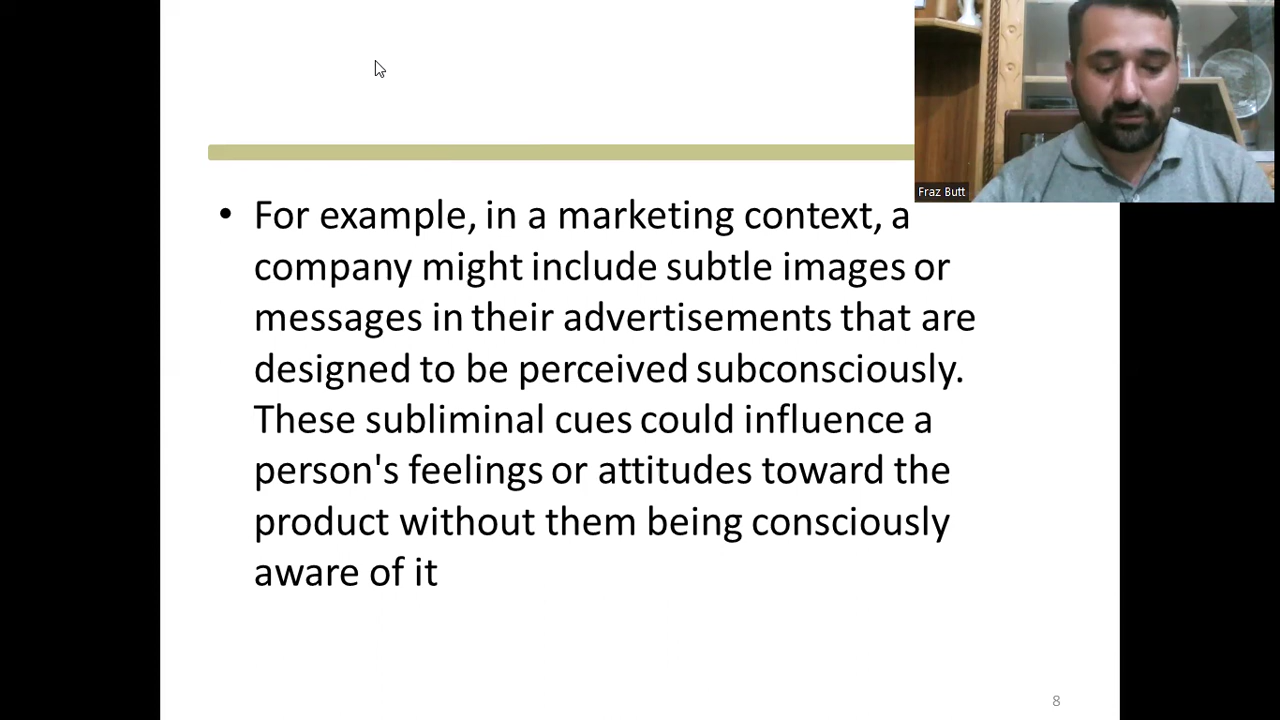 Fraz Butt
• For example, in a marketing context, a
company might include subtle images or
messages in their advertisements that are
designed to be perceived subconsciously.
These subliminal cues could influence a
person's feelings or attitudes toward the
product without them being consciously
aware of it
8